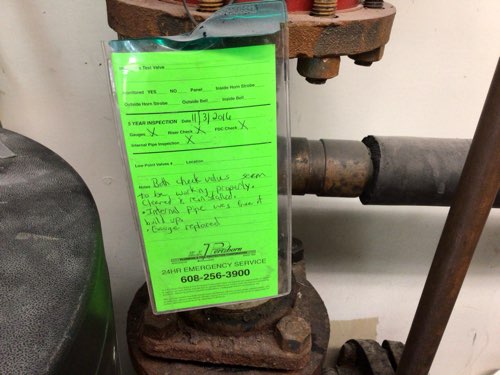 Test Valve
Monitored YES NO Panel Inside Horn Strobe
Outside Horn Strobe Outside Bell Inside Bell
5 YEAR INSPECTION Date 11/3/2016
Gauges X Riser Check X FDC Check X
Internal Pipe Inspection X
Low Point Valves # Location
Notes Both check valves seem
to be working properly.
Cleaned & reinstalled.
• Internal pipe was free of
build up.
• Gauge replaced
24HR EMERGENCY SERVICE
608-256-3900